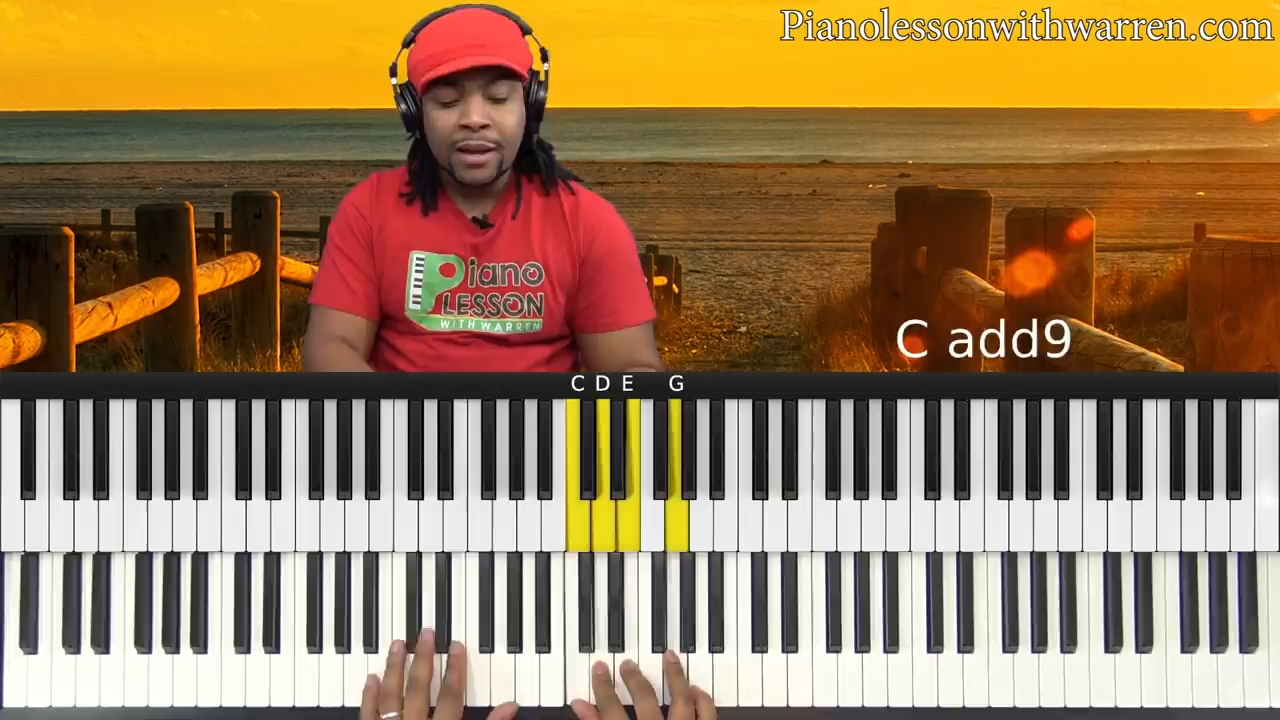 Pianolessonwithwarren.com
Piano
LESSON
WITH WARREN
C add9
C D E G